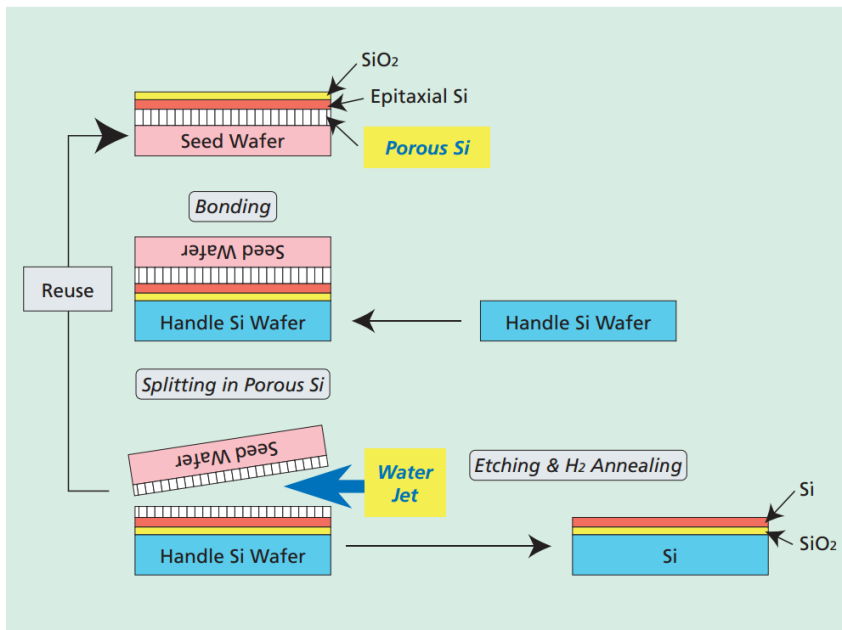 SiO₂
Epitaxial Si
Seed Wafer
Porous Si
Bonding
Seed Wafer
Reuse
Handle Si Wafer
Handle Si Wafer
Splitting in Porous Si
Seed Wafer
Water
Jet
Etching & H₂ Annealing
Handle Si Wafer
Si
SiO₂
Si